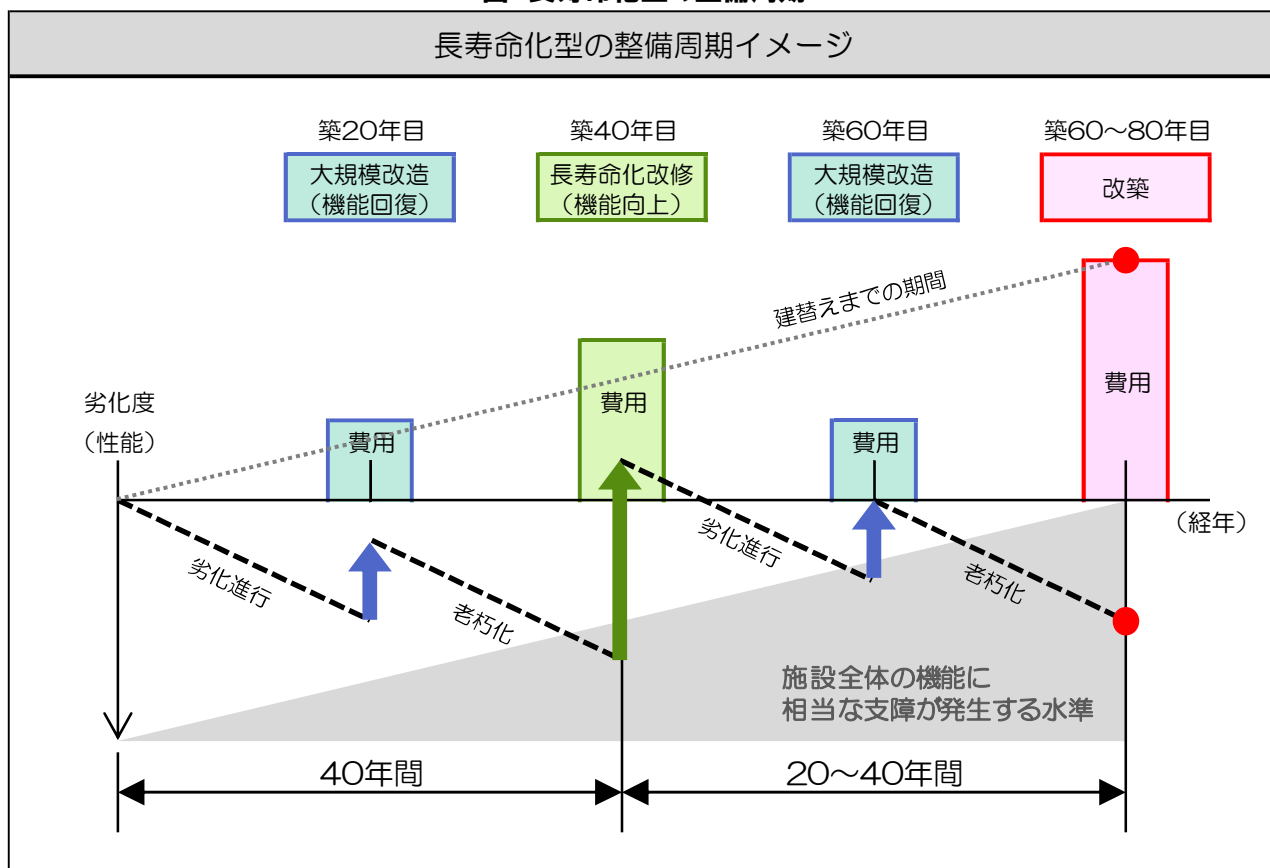 長寿命化型の整備周期イメージ
築20年目
築40年目
築60年目
築60～80年目
大規模改造
（機能回復）
長寿命化改修
（機能向上）
大規模改造
（機能回復）
改築
建替えまでの期間
劣化度
（性能）
費用
費用
費用
費用
（経年）
劣化進行
老朽化
劣化進行
老朽化
施設全体の機能に
相当な支障が発生する水準
40年間
20～40年間